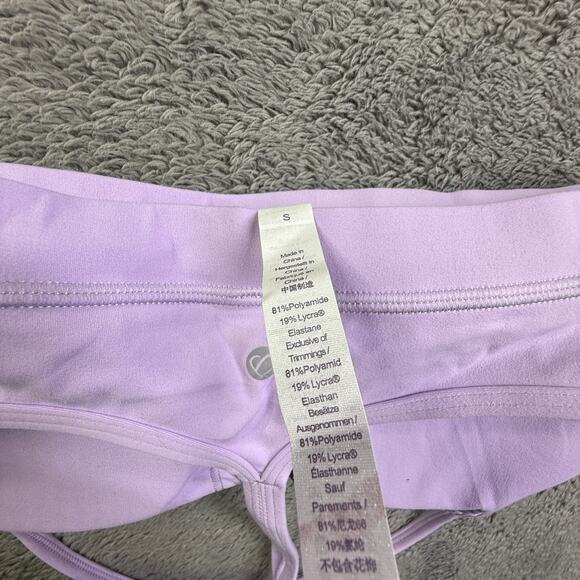 S
Made in
China /
Hergestellt in
China /
Fabriqué en
China /
中国制造
81%Polyamide
19% Lycra®
Elastane
Exclusive of
Trimmings /
81%Polyamid
19% Lycra®
Elasthan
Besätze
Ausgenommen /
81%Polyamide
19% Lycra®
Élasthanne
Sauf
Parements /
81%尼龙66
19%氨纶
不包含花饰